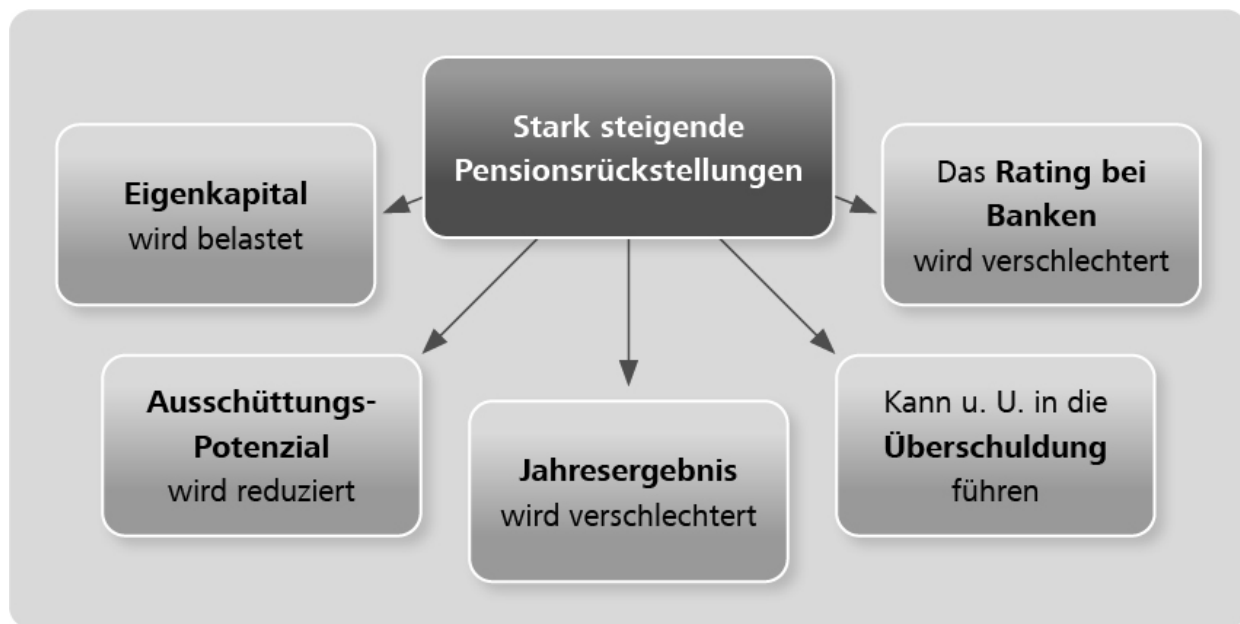 Stark steigende
Pensionsrückstellungen
Eigenkapital
wird belastet
Das Rating bei
Banken
wird verschlechtert
Ausschüttungs-
Potenzial
wird reduziert
Jahresergebnis
wird verschlechtert
Kann u. U. in die
Überschuldung
führen